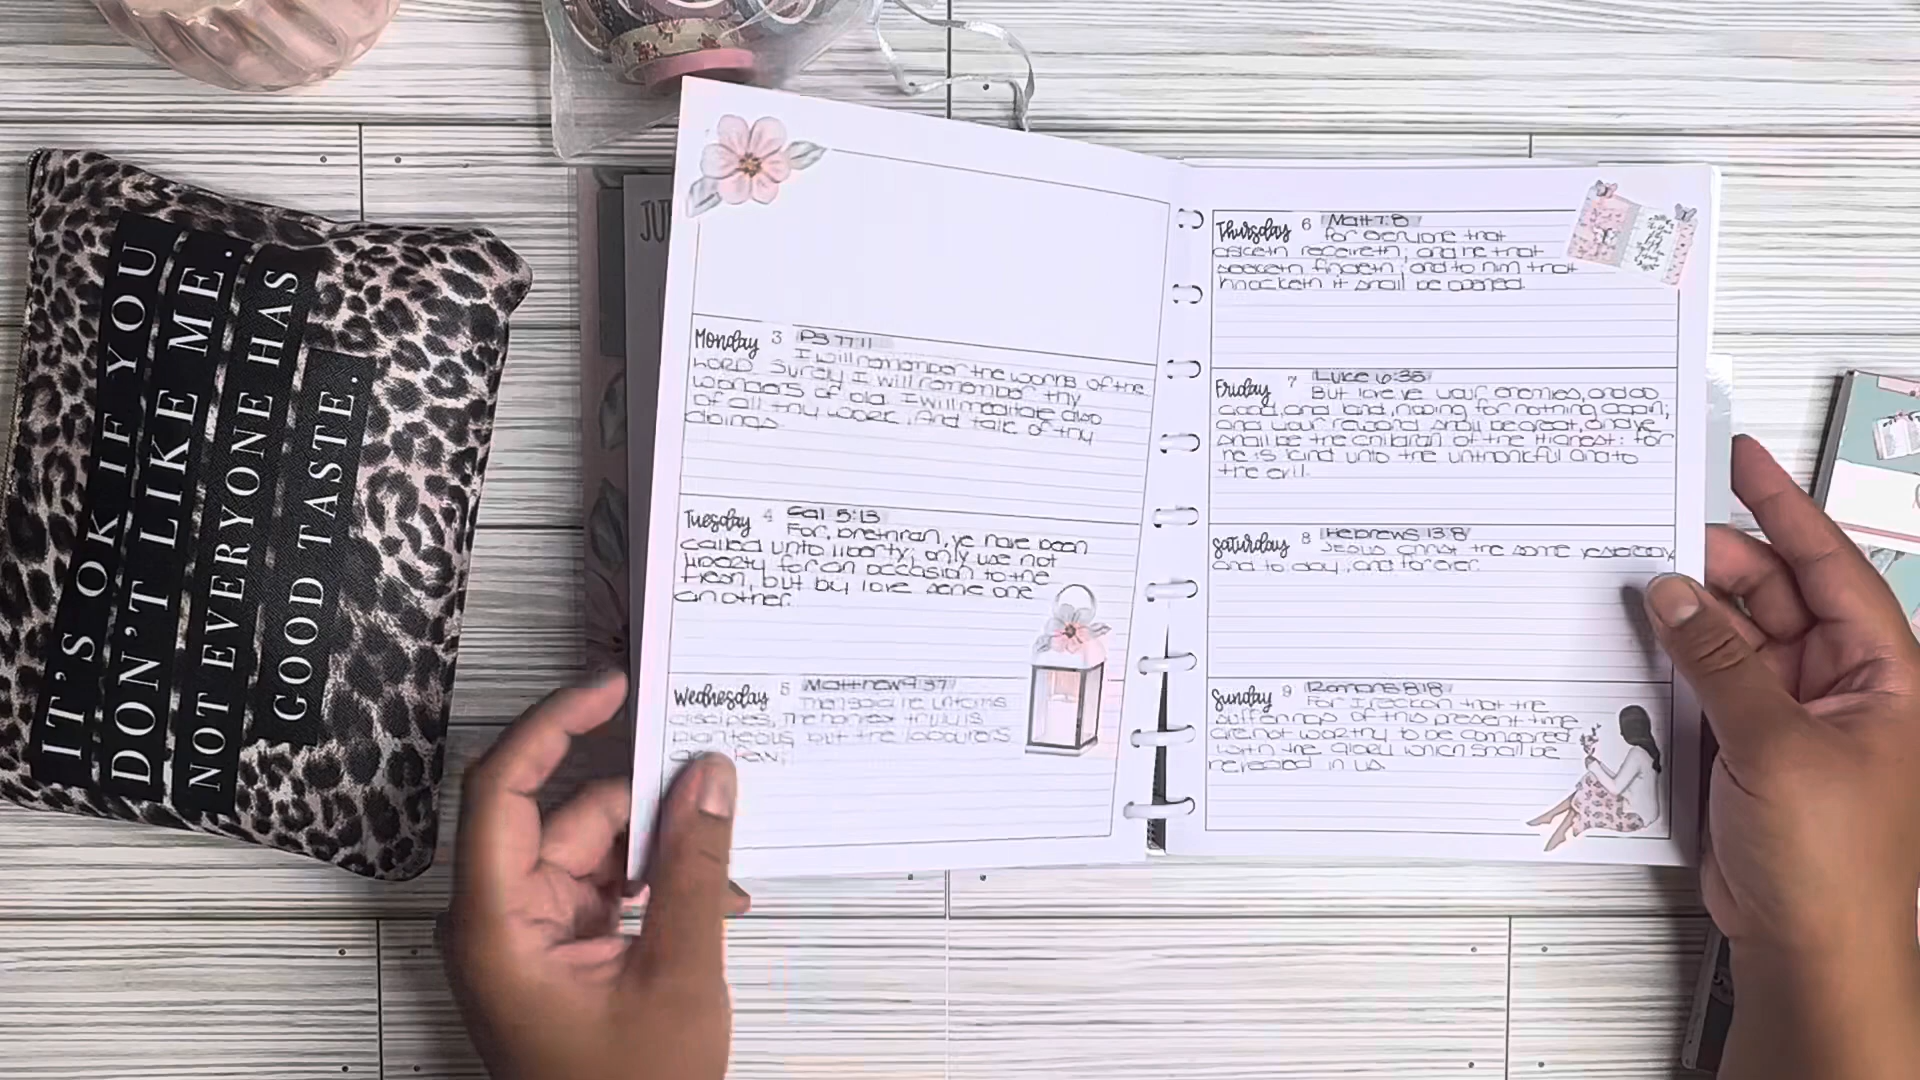 IT'S OK IF YOU
DON'T LIKE ME.
NOT EVERYONE HAS
GOOD TASTE.
JU
Monday 3 Ps 77:11
I will remember the works of the
LORD Surely I will remember thy
wonders of old. I will meditate also
of all thy work, And talk of thy
doings.
Tuesday 4 Gal 5:13
For, brethran, ye have been
called unto liberty; only use not
liberty for an occasion to the
flesh, but by love serve one
another.
Wednesday 5 Matthew 9:37
Then saith he unto his
disciples, The harvest truly is
planteous, but the labourers
are few;
Thursday 6 Matt 7:8
For everyone that
asketh receiveth; and he that
seeketh findeth; and to him that
knocketh it shall be opened.
Friday 7 Luke 6:35
But love ye your enemies, and do
good, and lend, hoping for nothing again;
and your reward shall be great, and ye
shall be the children of the Highest: for
he is kind unto the unthankful and to
the evil.
Saturday 8 Hebrews 13:8
Jesus Christ the same yesterday
and to day, and for ever.
Sunday 9 Romans 8:18
For I reckon that the
sufferings of this present time
are not worthy to be compared
with the glory which shall be
revealed in us.